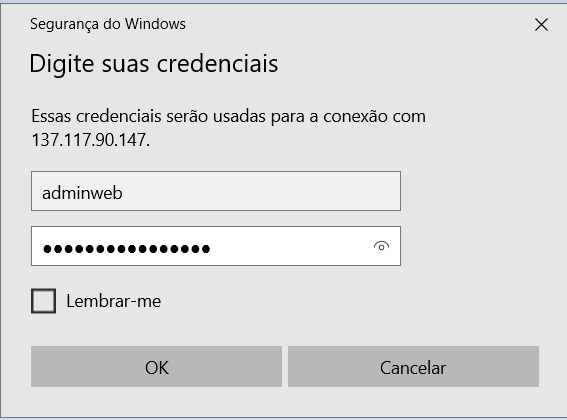 Segurança do Windows
Digite suas credenciais
Essas credenciais serão usadas para a conexão com
137.117.90.147.
adminweb
●●●●●●●●●●●●●●●●
Lembrar-me
OK
Cancelar